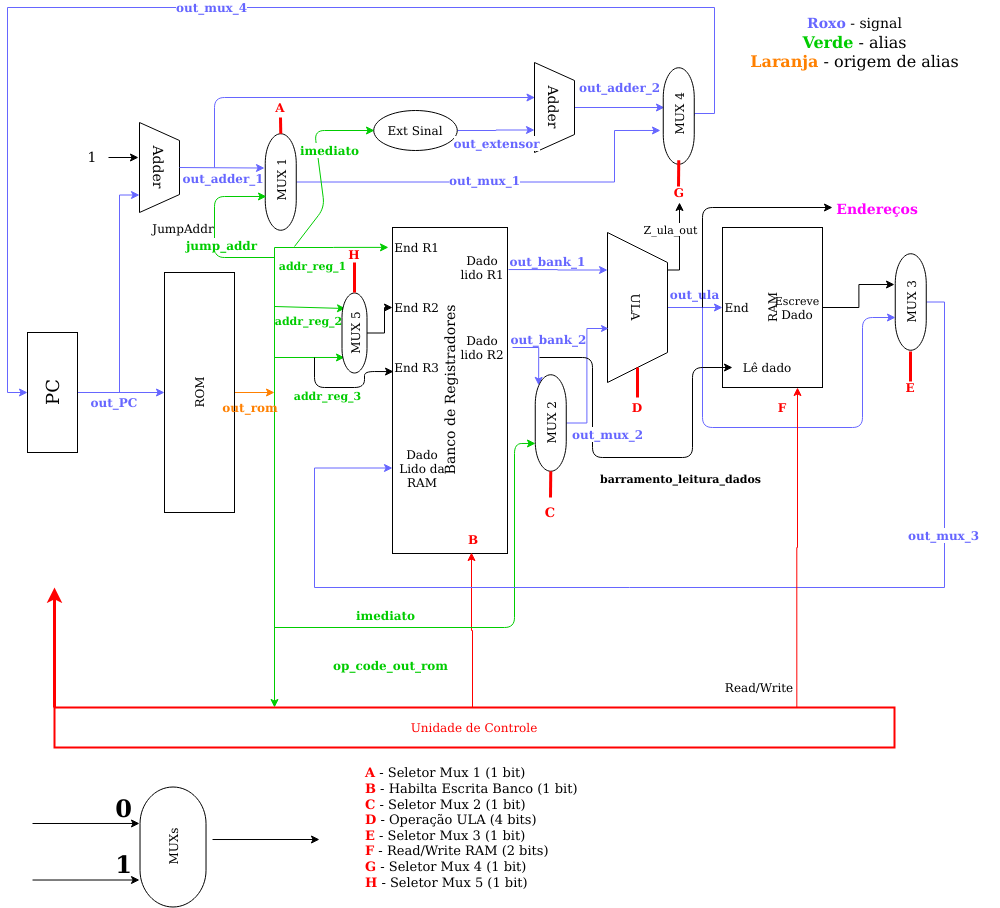 out_mux_4
Roxo - signal
Verde - alias
Laranja - origem de alias
out_adder_2
Adder
MUX 4
A
Ext Sinal
imediato
out_extensor
1
Adder
out_adder_1
MUX 1
out_mux_1
G
JumpAddr
jump_addr
Z_ula_out
Endereços
addr_reg_1
H
End R1
Dado
lido R1
out_bank_1
addr_reg_2
MUX 5
End R2
ULA
out_ula
End
RAM
Escreve
Dado
MUX 3
Dado
lido R2
out_bank_2
End R3
Lê dado
addr_reg_3
Banco de Registradores
PC
out_PC
ROM
out_rom
D
F
E
MUX 2
out_mux_2
Dado
Lido da
RAM
C
barramento_leitura_dados
B
out_mux_3
imediato
op_code_out_rom
Read/Write
Unidade de Controle
0
1
MUXs
A - Seletor Mux 1 (1 bit)
B - Habilta Escrita Banco (1 bit)
C - Seletor Mux 2 (1 bit)
D - Operação ULA (4 bits)
E - Seletor Mux 3 (1 bit)
F - Read/Write RAM (2 bits)
G - Seletor Mux 4 (1 bit)
H - Seletor Mux 5 (1 bit)